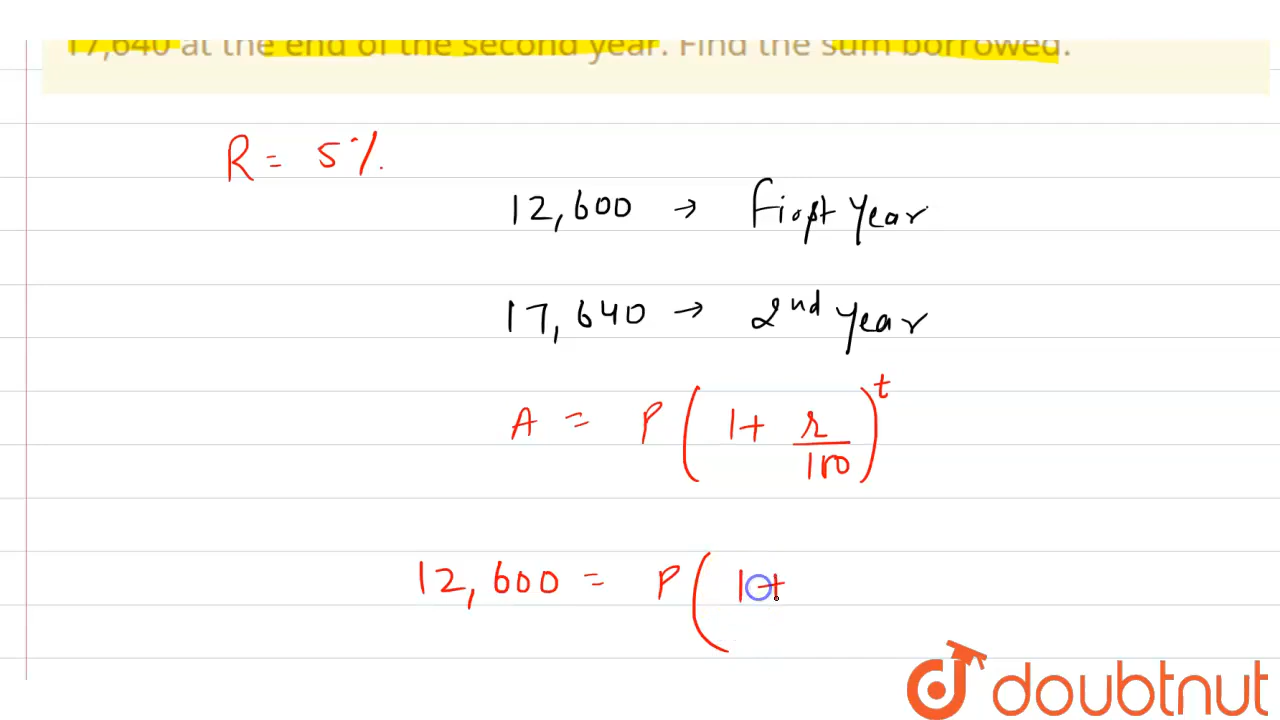 17,640 at the end of the second year. Find the sum borrowed.
R = 5%.
12,600 → First year
17,640 → 2nd year
A = P(1+ r/100)^t
12,600 = P(1+
doubtnut